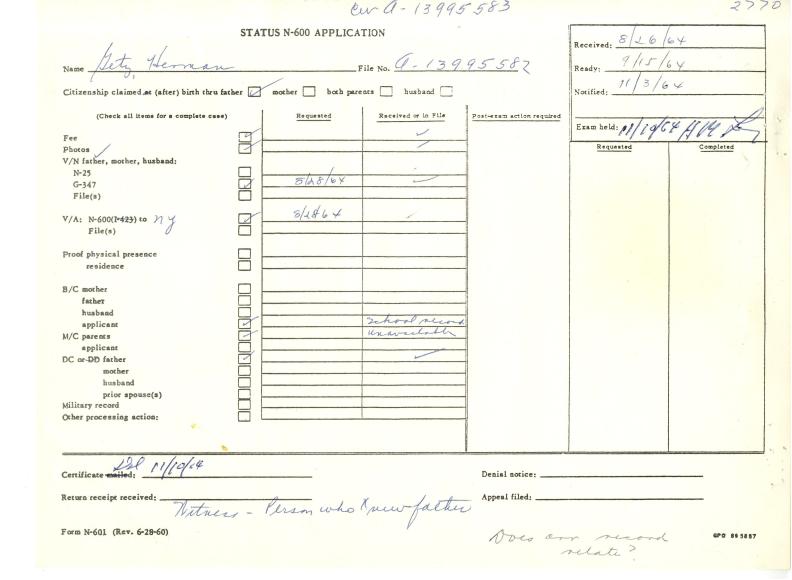 cur A-13995583
2770
STATUS N-600 APPLICATION
Name Getz, Herman File No. A-13995582
Received: 8/26/64
Ready: 9/15/64
Notified: 11/3/64
Exam held: 11/10/64
Citizenship claimed at (after) birth thru father mother both parents husband
(Check all items for a complete case) Requested Received or in File Post-exam action required
Requested Completed
Fee
Photos
V/N father, mother, husband:
N-25
G-347 8/28/64
File(s)
V/A: N-600(I-423) to NY 8/28/64
File(s)
Proof physical presence
residence
B/C mother
father
husband
applicant School record
M/C parents unavailable
applicant
DC or DD father
mother
husband
prior spouse(s)
Military record
Other processing action:
Certificate mailed: Del 11/10/64
Denial notice:
Return receipt received:
Appeal filed:
Witness - Person who knew father
Form N-601 (Rev. 6-28-60)
Does our record
relate?
GPO 895887